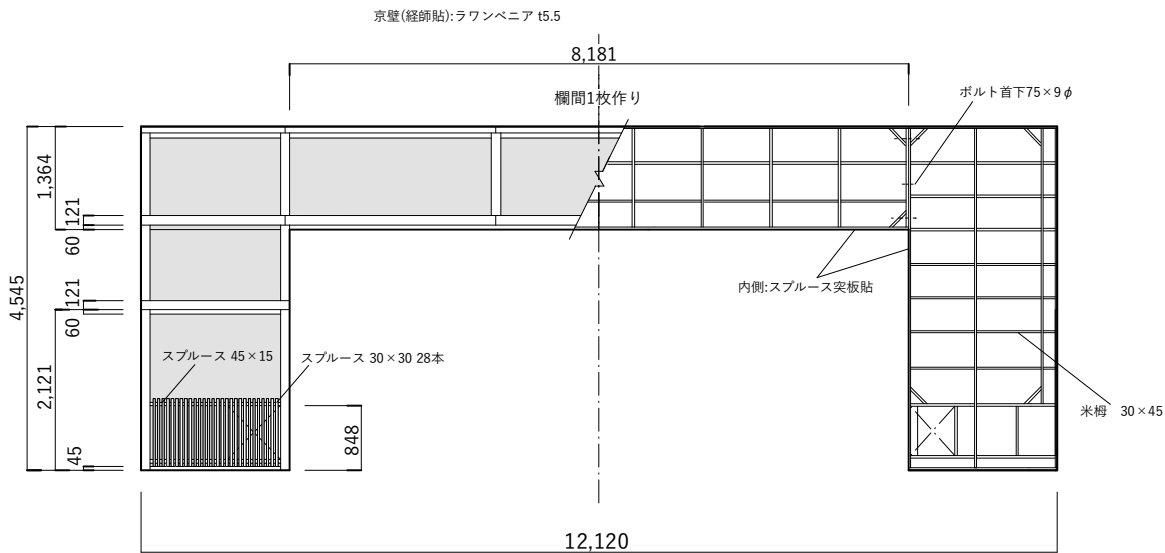 京壁(経師貼):ラワンベニア t5.5
8,181
欄間1枚作り
ボルト首下75×9φ
1,364
121
60
4,545
121
60
内側:スプルース突板貼
スプルース 45×15
スプルース 30×30 28本
2,121
米栂 30×45
848
45
12,120